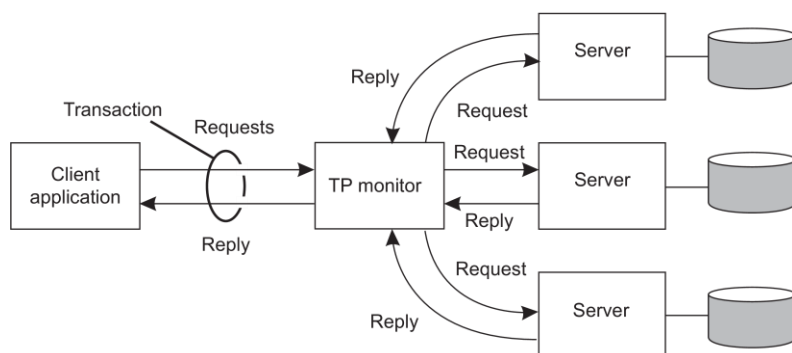 Server
Reply
Transaction
Requests
Request
Client
application
TP monitor
Request
Server
Reply
Reply
Request
Server
Reply